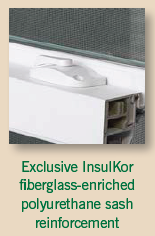 Exclusive InsulKor
fiberglass-enriched
polyurethane sash
reinforcement